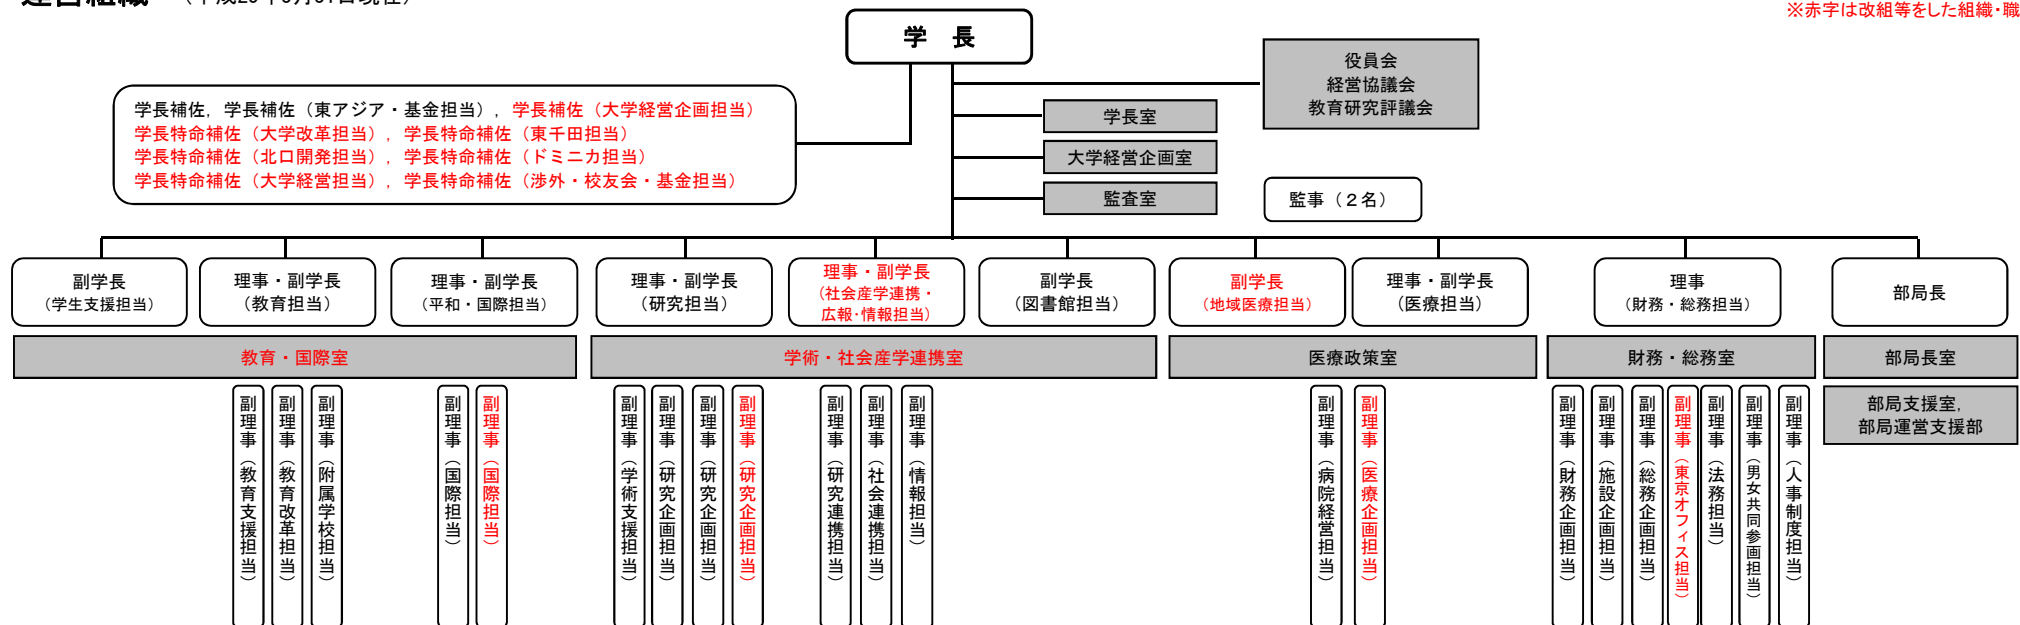 運営組織
※赤字は改組等をした組織・職
学　長
役員会
経営協議会
教育研究評議会
学長補佐，学長補佐（東アジア・基金担当），学長補佐（大学経営企画担当）
学長特命補佐（大学改革担当），学長特命補佐（東千田担当）
学長特命補佐（北口開発担当），学長特命補佐（ドミニカ担当）
学長特命補佐（大学経営担当），学長特命補佐（渉外・校友会・基金担当）
学長室
大学経営企画室
監査室
監事（２名）
副学長
（学生支援担当）
理事・副学長
（教育担当）
理事・副学長
（平和・国際担当）
理事・副学長
（研究担当）
理事・副学長
（社会産学連携・
広報・情報担当）
副学長
（図書館担当）
副学長
（地域医療担当）
理事・副学長
（医療担当）
理事
（財務・総務担当）
部局長
教育・国際室
学術・社会産学連携室
医療政策室
財務・総務室
部局長室
副理事（教育支援担当）
副理事（教育改革担当）
副理事（附属学校担当）
副理事（国際担当）
副理事（国際担当）
副理事（学術支援担当）
副理事（研究企画担当）
副理事（研究企画担当）
副理事（研究企画担当）
副理事（研究連携担当）
副理事（社会連携担当）
副理事（情報担当）
副理事（病院経営担当）
副理事（医療企画担当）
副理事（財務企画担当）
副理事（施設企画担当）
副理事（総務企画担当）
副理事（東京オフィス担当）
副理事（法務担当）
副理事（男女共同参画担当）
副理事（人事制度担当）
部局支援室，
部局運営支援部